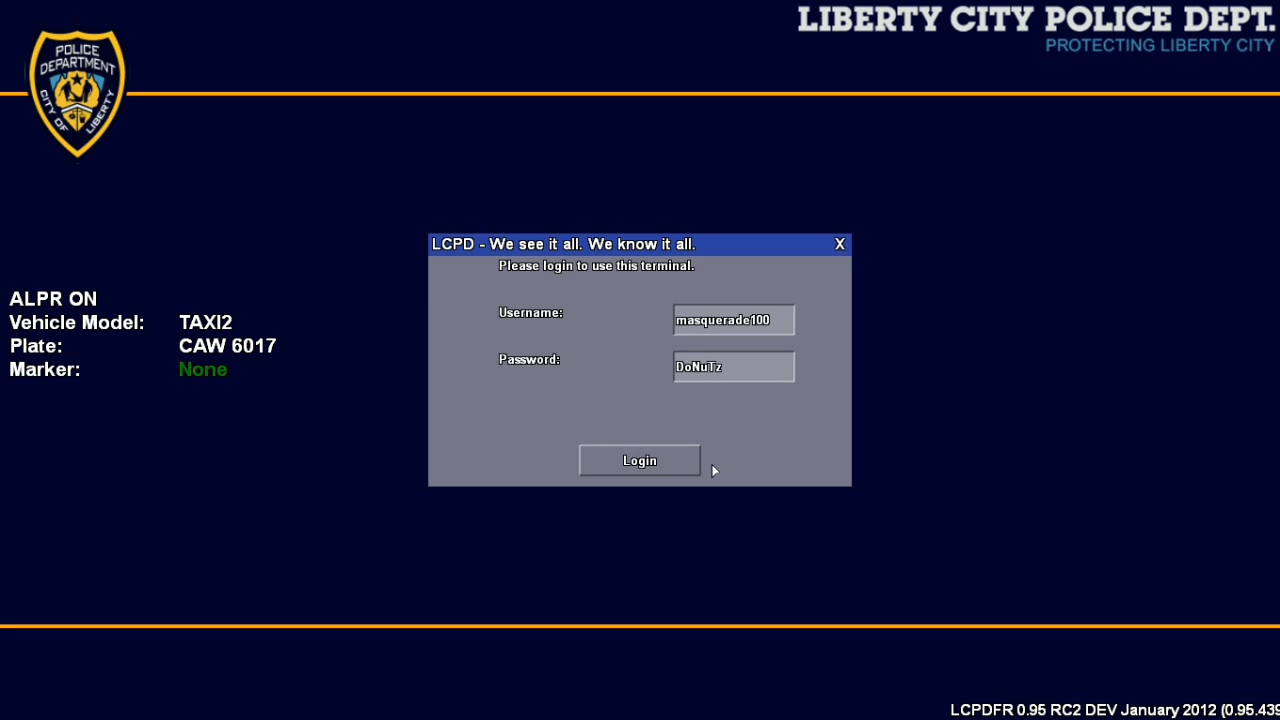 LIBERTY CITY POLICE DEPT.
PROTECTING LIBERTY CITY
POLICE
DEPARTMENT
CITY OF LIBERTY
LCPD - We see it all. We know it all. X
Please login to use this terminal.
Username: masquerade100
Password: DoNuTz
Login
ALPR ON
Vehicle Model: TAXI2
Plate: CAW 6017
Marker: None
LCPDFR 0.95 RC2 DEV January 2012 (0.95.439